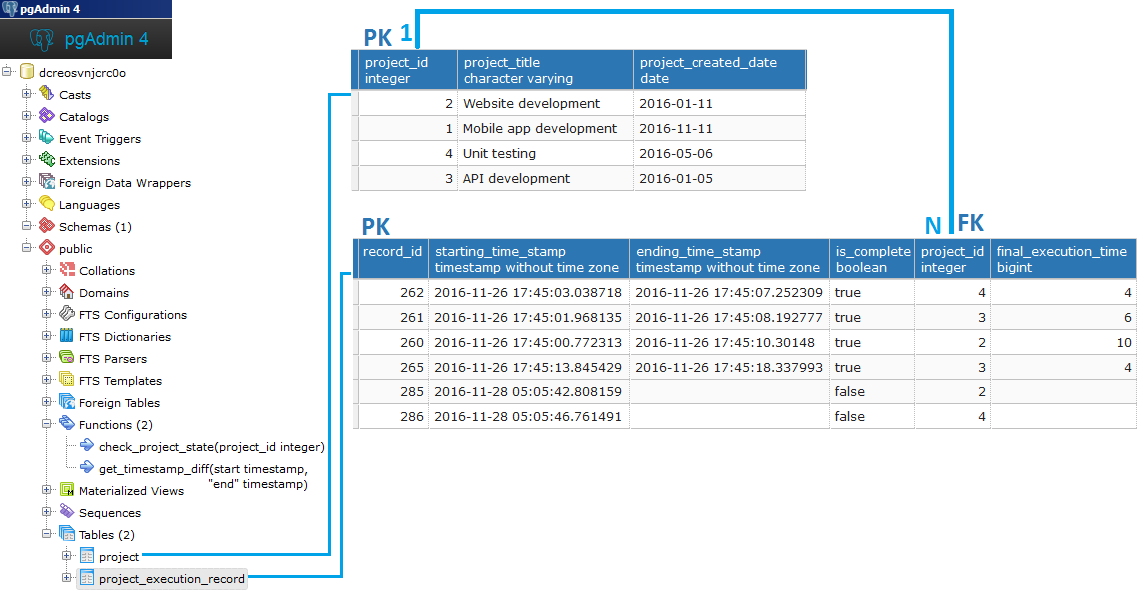 pgAdmin 4
pgAdmin 4
dcreosvnjcrc0o
Casts
Catalogs
Event Triggers
Extensions
Foreign Data Wrappers
Languages
Schemas (1)
public
Collations
Domains
FTS Configurations
FTS Dictionaries
FTS Parsers
FTS Templates
Foreign Tables
Functions (2)
check_project_state(project_id integer)
get_timestamp_diff(start timestamp,
"end" timestamp)
Materialized Views
Sequences
Tables (2)
project
project_execution_record
PK 1
project_id project_title project_created_date
integer character varying date
2 Website development 2016-01-11
1 Mobile app development 2016-11-11
4 Unit testing 2016-05-06
3 API development 2016-01-05
PK N FK
record_id starting_time_stamp ending_time_stamp is_complete project_id final_execution_time
timestamp without time zone timestamp without time zone boolean integer bigint
262 2016-11-26 17:45:03.038718 2016-11-26 17:45:07.252309 true 4 4
261 2016-11-26 17:45:01.968135 2016-11-26 17:45:08.192777 true 3 6
260 2016-11-26 17:45:00.772313 2016-11-26 17:45:10.30148 true 2 10
265 2016-11-26 17:45:13.845429 2016-11-26 17:45:18.337993 true 3 4
285 2016-11-28 05:05:42.808159 false 2
286 2016-11-28 05:05:46.761491 false 4